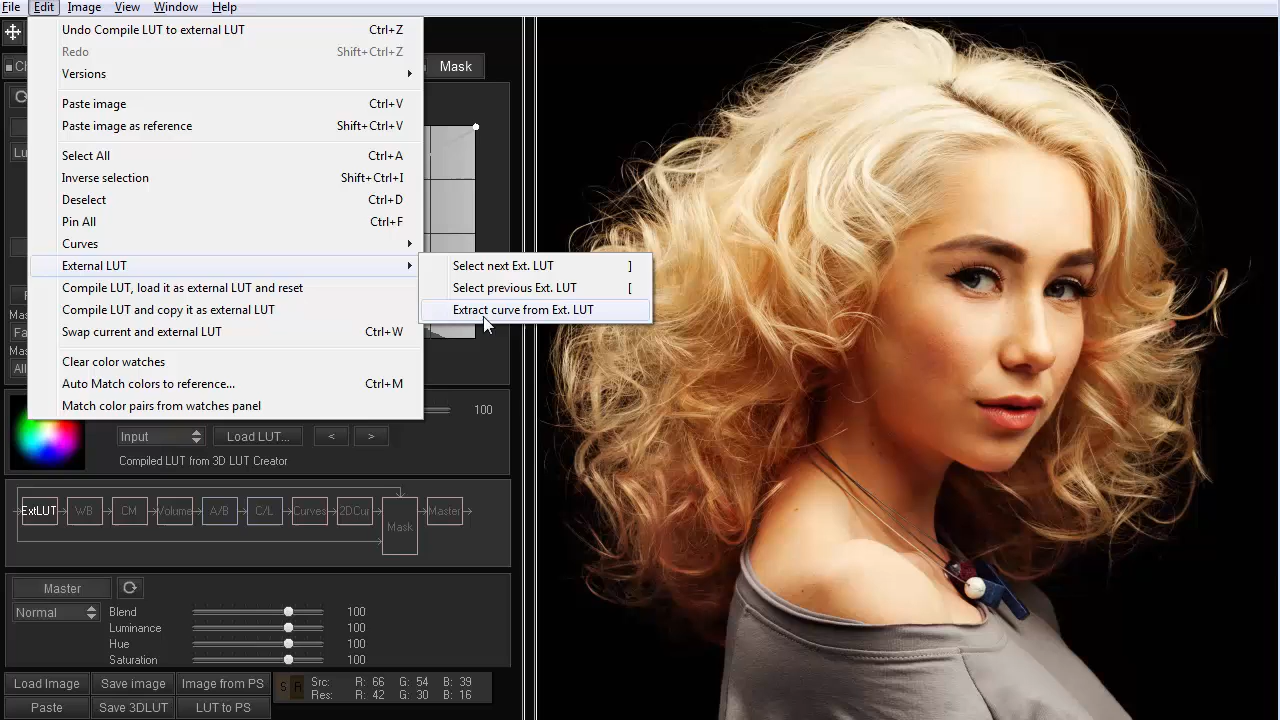 File Edit Image View Window Support Help
Undo Compile LUT to external LUT Ctrl+Z
Redo Shift+Ctrl+Z
Versions
Mask
Paste image Ctrl+V
Paste image as reference Shift+Ctrl+V
Select All Ctrl+A
Inverse selection Shift+Ctrl+I
Deselect Ctrl+D
Pin All Ctrl+F
Curves
External LUT
Select next Ext. LUT ]
Select previous Ext. LUT [
Extract curve from Ext. LUT
Compile LUT, load it as external LUT and reset
Compile LUT and copy it as external LUT
Swap current and external LUT Ctrl+W
Clear color watches
Auto Match colors to reference... Ctrl+M
Match color pairs from watches panel
100
Input Load LUT... < >
Compiled LUT from 3D LUT Creator
ExtLUT WB CM Volume A/B C/L Curves 2DCur Mask Master
Master
Normal
Blend 100
Luminance 100
Hue 100
Saturation 100
Load Image Save image Image from PS S R Src: R: 66 G: 54 B: 39
Res: R: 42 G: 30 B: 16
Paste Save 3DLUT LUT to PS